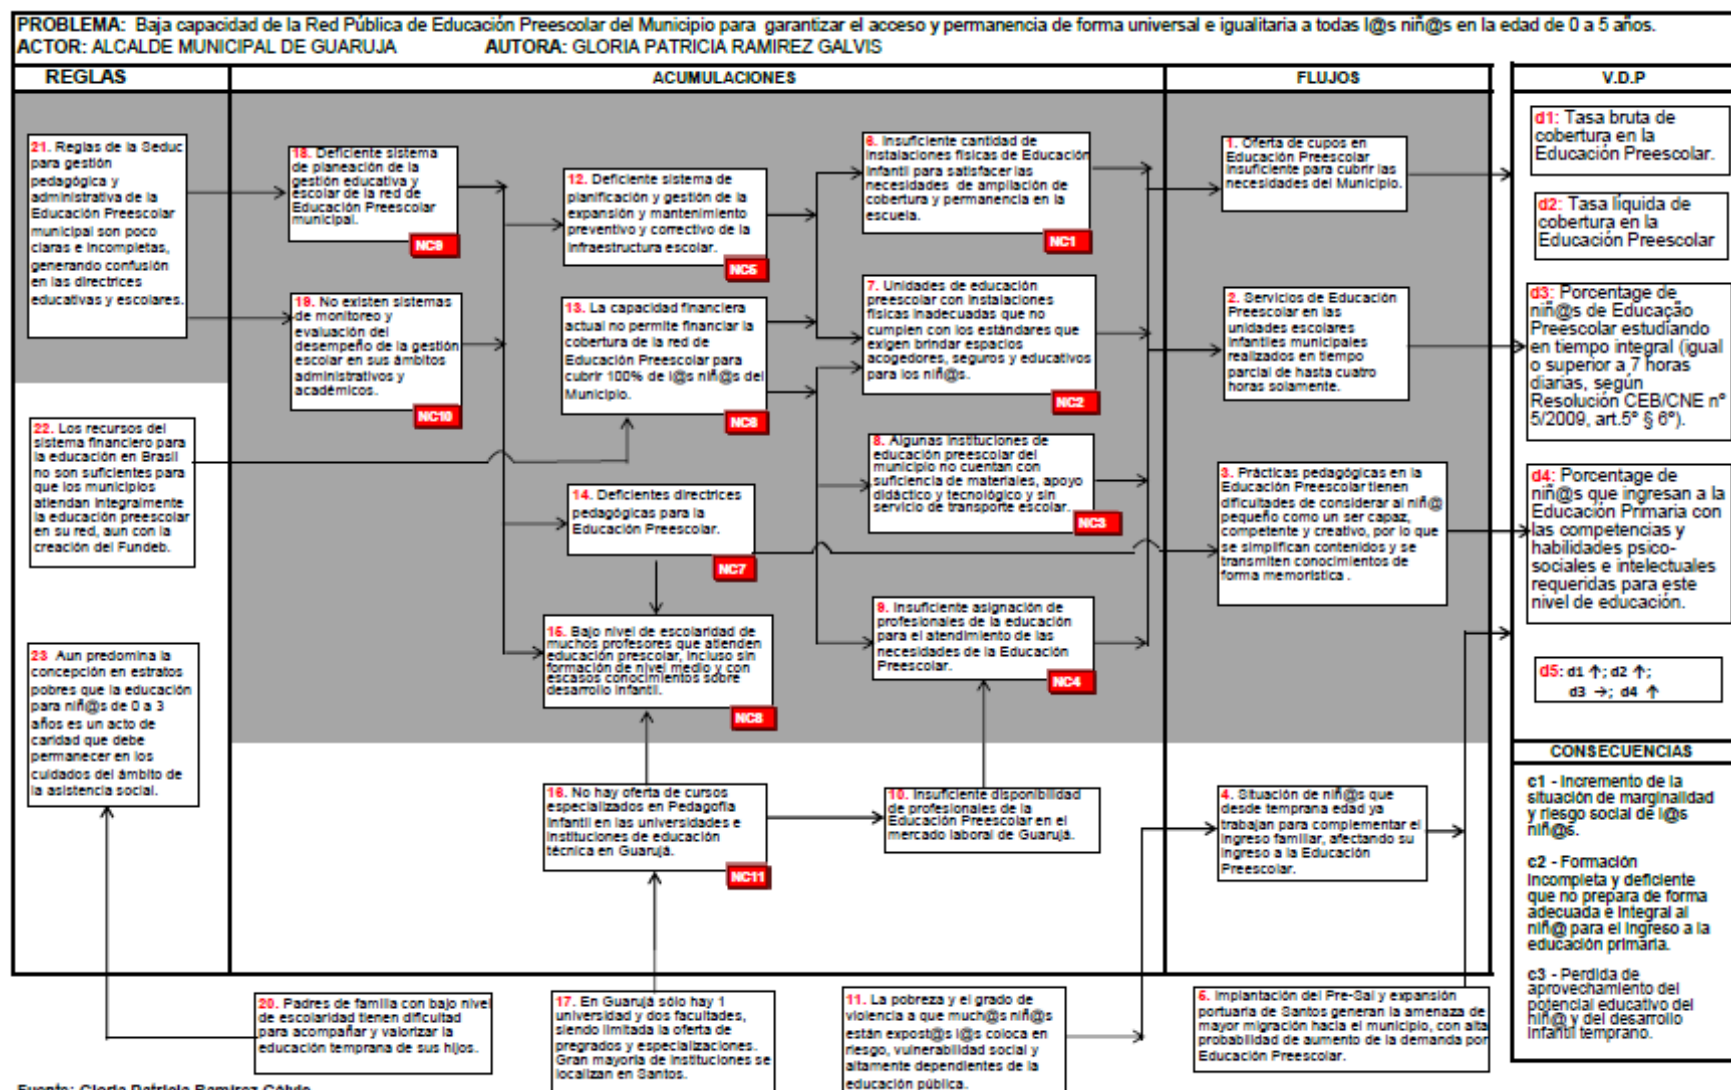 PROBLEMA: Baja capacidad de la Red Pública de Educación Preescolar del Municipio para garantizar el acceso y permanencia de forma universal e igualitaria a todas l@s niñ@s en la edad de 0 a 5 años.
ACTOR: ALCALDE MUNICIPAL DE GUARUJA AUTORA: GLORIA PATRICIA RAMIREZ GALVIS
REGLAS
ACUMULACIONES
FLUJOS
V.D.P
21. Reglas de la Seduc
para gestión
pedagógica y
administrativa de la
Educación Preescolar
municipal son poco
claras e incompletas,
generando confusión
en las directrices
educativas y escolares.
22. Los recursos del
sistema financiero para
la educación en Brasil
no son suficientes para
que los municipios
atiendan integralmente
la educación preescolar
en su red, aun con la
creación del Fundeb.
23 Aun predomina la
concepción en estratos
pobres que la educación
para niñ@s de 0 a 3
años es un acto de
caridad que debe
permanecer en los
cuidados del ámbito de
la asistencia social.
18. Deficiente sistema
de planeación de la
gestión educativa y
escolar de la red de
Educación Preescolar
municipal.
NC9
19. No existen sistemas
de monitoreo y
evaluación del
desempeño de la gestión
escolar en sus ámbitos
administrativos y
académicos.
NC10
12. Deficiente sistema de
planificación y gestión de la
expansión y mantenimiento
preventivo y correctivo de la
infraestructura escolar.
NC5
13. La capacidad financiera
actual no permite financiar la
cobertura de la red de
Educación Preescolar para
cubrir 100% de l@s niñ@s del
Municipio.
NC6
14. Deficientes directrices
pedagógicas para la
Educación Preescolar.
NC7
15. Bajo nivel de escolaridad de
muchos profesores que atienden
educación prescolar, incluso sin
formación de nivel medio y con
escasos conocimientos sobre
desarrollo infantil.
NC8
16. No hay oferta de cursos
especializados en Pedagofía
Infantil en las universidades e
instituciones de educación
técnica en Guarujá.
NC11
6. Insuficiente cantidad de
instalaciones físicas de Educación
Infantil para satisfacer las
necesidades de ampliación de
cobertura y permanencia en la
escuela.
NC1
7. Unidades de educación
preescolar con instalaciones
físicas inadecuadas que no
cumplen con los estándares que
exigen brindar espacios
acogedores, seguros y educativos
para los niñ@s.
NC2
8. Algunas instituciones de
educación preescolar del
municipio no cuentan con
suficiencia de materiales, apoyo
didáctico y tecnológico y sin
servicio de transporte escolar.
NC3
9. Insuficiente asignación de
profesionales de la educación
para el atendimiento de las
necesidades de la Educación
Preescolar.
NC4
10. Insuficiente disponibilidad
de profesionales de la
Educación Preescolar en el
mercado laboral de Guarujá.
1. Oferta de cupos en
Educación Preescolar
insuficiente para cubrir las
necesidades del Municipio.
2. Servicios de Educación
Preescolar en las
unidades escolares
infantiles municipales
realizados en tiempo
parcial de hasta cuatro
horas solamente.
3. Prácticas pedagógicas en la
Educación Preescolar tienen
dificultades de considerar al niñ@
pequeño como un ser capaz,
competente y creativo, por lo que
se simplifican contenidos y se
transmiten conocimientos de
forma memorística .
4. Situación de niñ@s que
desde temprana edad ya
trabajan para complementar el
ingreso familiar, afectando su
ingreso a la Educación
Preescolar.
d1: Tasa bruta de
cobertura en la
Educación Preescolar.
d2: Tasa líquida de
cobertura en la
Educación Preescolar
d3: Porcentage de
niñ@s de Educação
Preescolar estudiando
en tiempo integral (igual
o superior a 7 horas
diarias, según
Resolución CEB/CNE nº
5/2009, art.5º § 6º).
d4: Porcentage de
niñ@s que ingresan a la
Educación Primaria con
las competencias y
habilidades psico-
sociales e intelectuales
requeridas para este
nivel de educación.
d5: d1 ↑; d2 ↑;
d3 →; d4 ↑
CONSECUENCIAS
c1 - Incremento de la
situación de marginalidad
y riesgo social de l@s
niñ@s.
c2 - Formación
Incompleta y deficiente
que no prepara de forma
adecuada e integral al
niñ@ para el ingreso a la
educación primaria.
c3 - Perdida de
aprovechamiento del
potencial educativo del
niñ@ y del desarrollo
infantil temprano.
20. Padres de familia con bajo nivel
de escolaridad tienen dificultad
para acompañar y valorizar la
educación temprana de sus hijos.
17. En Guarujá sólo hay 1
universidad y dos facultades,
siendo limitada la oferta de
pregrados y especializaciones.
Gran mayoría de instituciones se
localizan en Santos.
11. La pobreza y el grado de
violencia a que much@s niñ@s
están expost@s l@s coloca en
riesgo, vulnerabilidad social y
altamente dependientes de la
educación pública.
5. Implantación del Pre-Sal y expansión
portuaria de Santos generan la amenaza de
mayor migración hacia el municipio, con alta
probabilidad de aumento de la demanda por
Educación Preescolar.
Fuente: Gloria Patricia Ramirez Gálvis